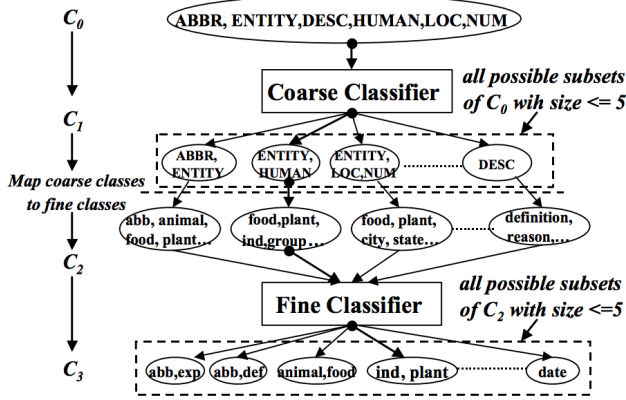 C0
ABBR, ENTITY,DESC,HUMAN,LOC,NUM
Coarse Classifier
all possible subsets
of C0 wih size <= 5
C1
ABBR,
ENTITY
ENTITY,
HUMAN
ENTITY,
LOC,NUM
DESC
Map coarse classes
to fine classes
abb, animal,
food, plant...
food,plant,
ind,group...
food, plant,
city, state...
definition,
reason,...
C2
Fine Classifier
all possible subsets
of C2 with size <=5
C3
abb,exp
abb,def
animal,food
ind, plant
date